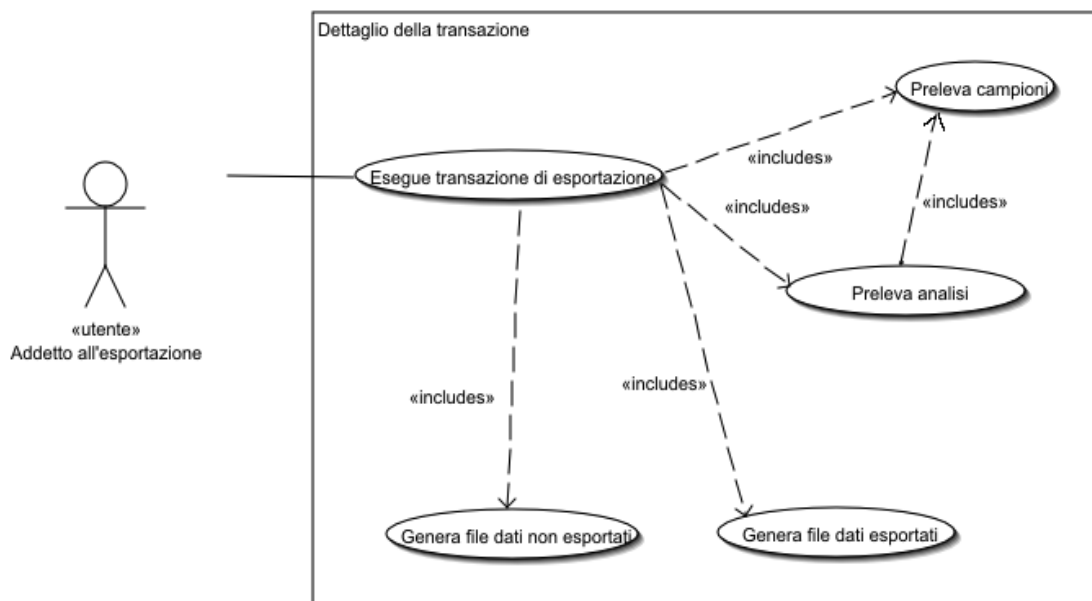 Dettaglio della transazione
Preleva campioni
«includes»
Esegue transazione di esportazione
«includes»
«includes»
Preleva analisi
«utente»
Addetto all'esportazione
«includes»
«includes»
Genera file dati non esportati
Genera file dati esportati